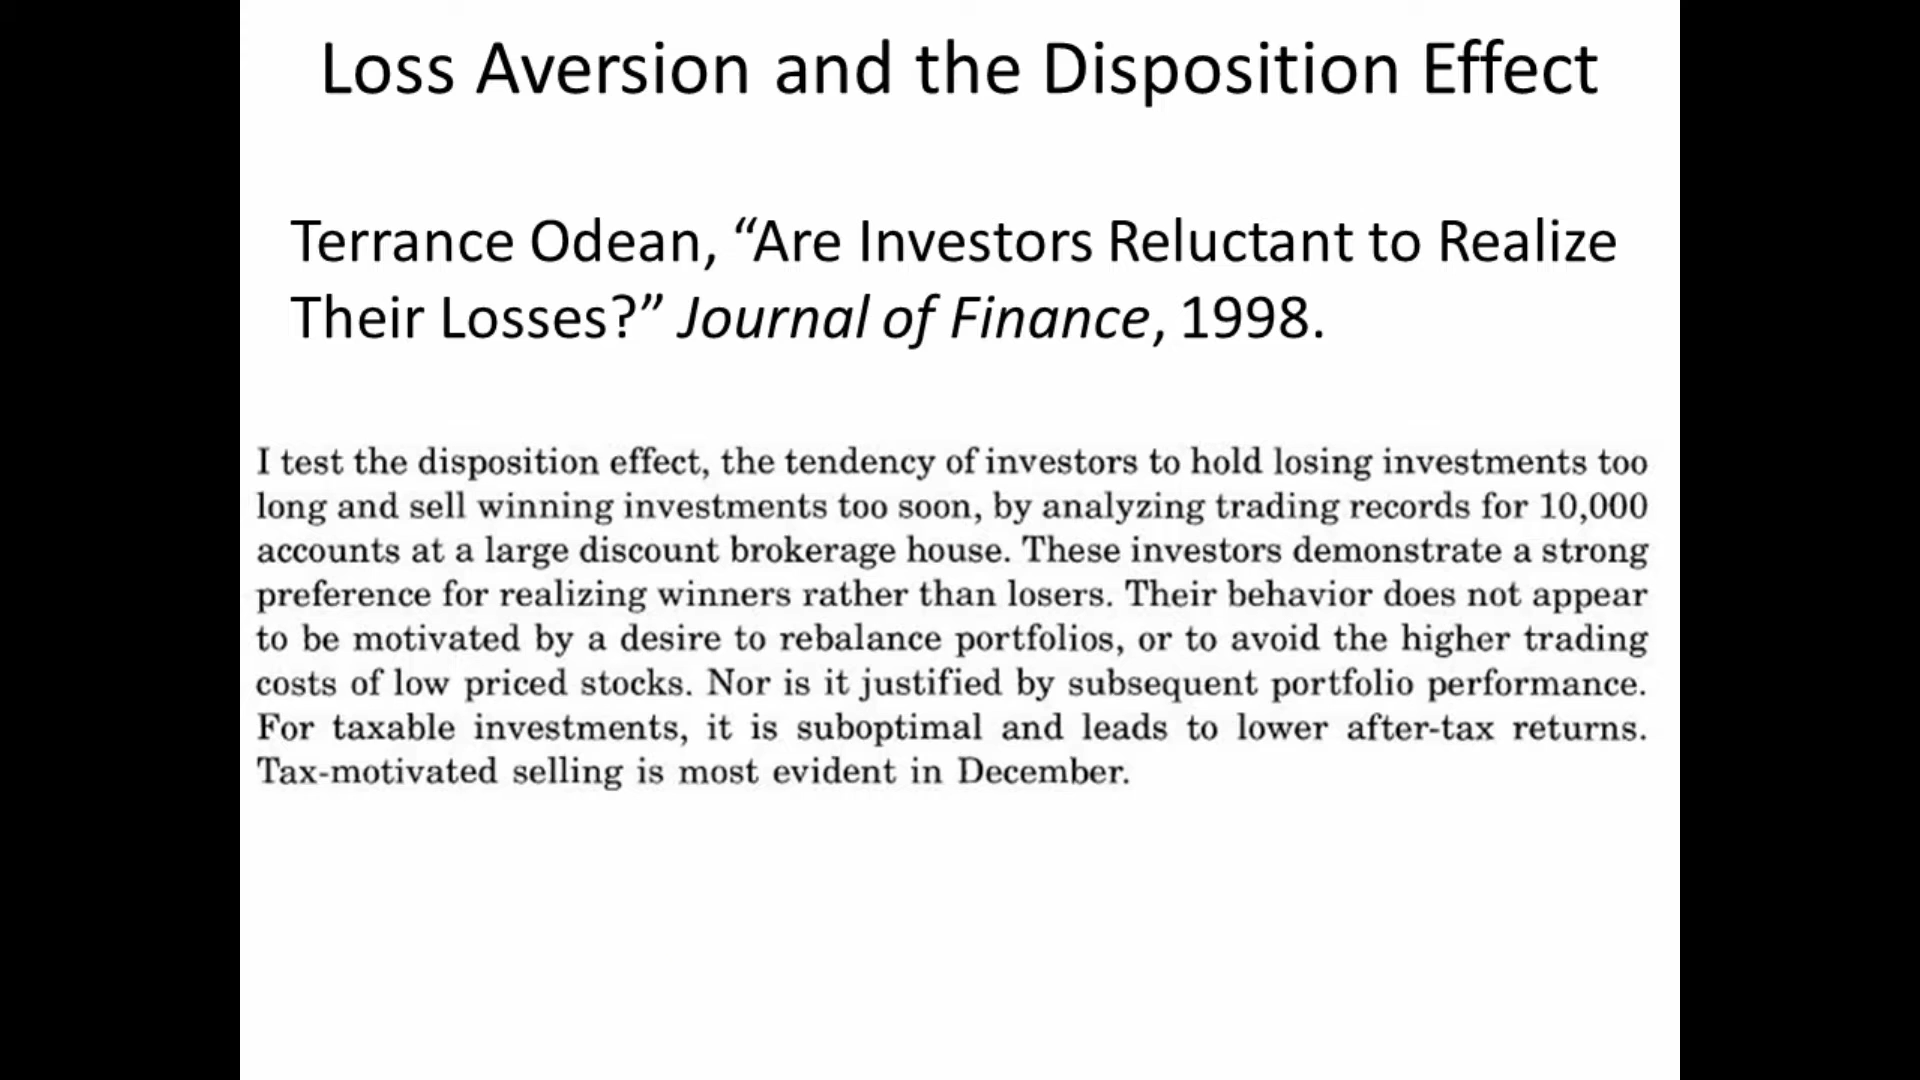 Loss Aversion and the Disposition Effect
Terrance Odean, “Are Investors Reluctant to Realize
Their Losses?” Journal of Finance, 1998.
I test the disposition effect, the tendency of investors to hold losing investments too
long and sell winning investments too soon, by analyzing trading records for 10,000
accounts at a large discount brokerage house. These investors demonstrate a strong
preference for realizing winners rather than losers. Their behavior does not appear
to be motivated by a desire to rebalance portfolios, or to avoid the higher trading
costs of low priced stocks. Nor is it justified by subsequent portfolio performance.
For taxable investments, it is suboptimal and leads to lower after-tax returns.
Tax-motivated selling is most evident in December.